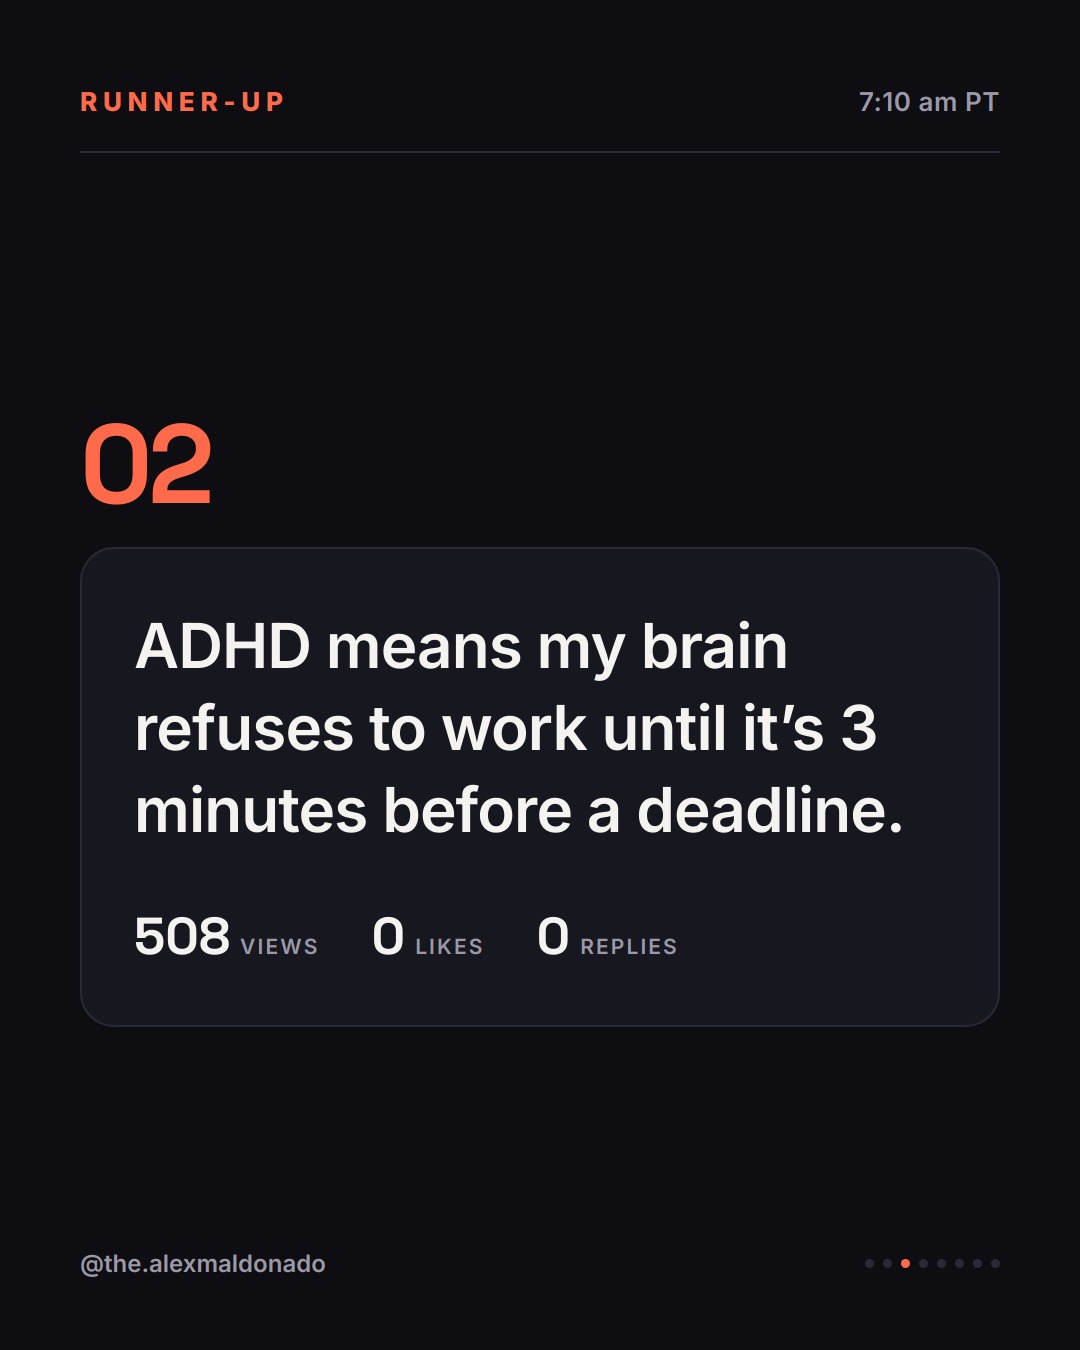 RUNNER-UP
7:10 am PT
02
ADHD means my brain
refuses to work until it’s 3
minutes before a deadline.
508 VIEWS 0 LIKES 0 REPLIES
@the.alexmaldonado